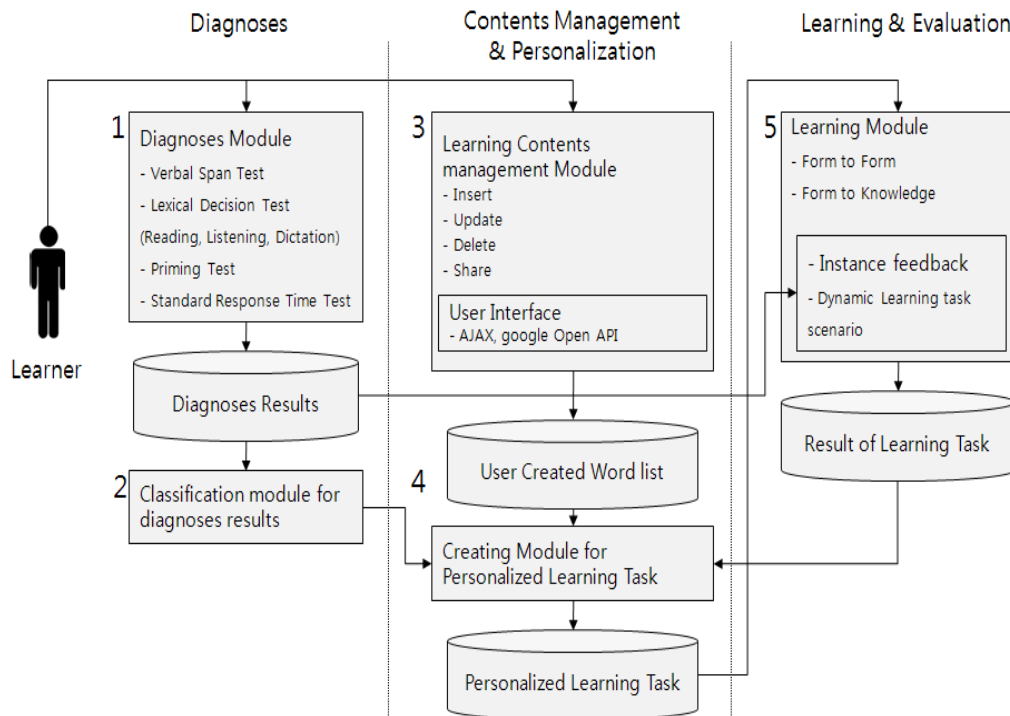 Diagnoses
Contents Management
& Personalization
Learning & Evaluation
Learner
1
Diagnoses Module
- Verbal Span Test
- Lexical Decision Test
(Reading, Listening, Dictation)
- Priming Test
- Standard Response Time Test
Diagnoses Results
2
Classification module for
diagnoses results
3
Learning Contents
management Module
- Insert
- Update
- Delete
- Share
User Interface
- AJAX, google Open API
User Created Word list
4
Creating Module for
Personalized Learning Task
Personalized Learning Task
5
Learning Module
- Form to Form
- Form to Knowledge
- Instance feedback
- Dynamic Learning task
scenario
Result of Learning Task